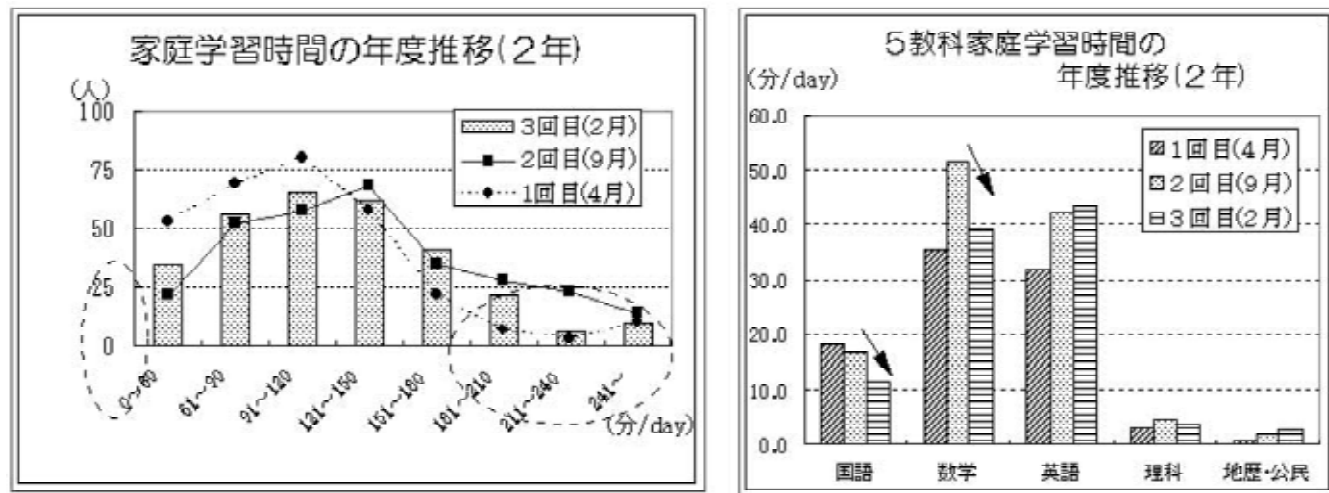 家庭学習時間の年度推移(2年)
(人)
100
75
50
25
0
3回目(2月)
2回目(9月)
1回目(4月)
0～60
61～90
91～120
121～150
151～180
181～210
211～240
241～
(分/day)
5教科家庭学習時間の
年度推移(2年)
(分/day)
60.0
50.0
40.0
30.0
20.0
10.0
0.0
1回目(4月)
2回目(9月)
3回目(2月)
国語
数学
英語
理科
地歴・公民